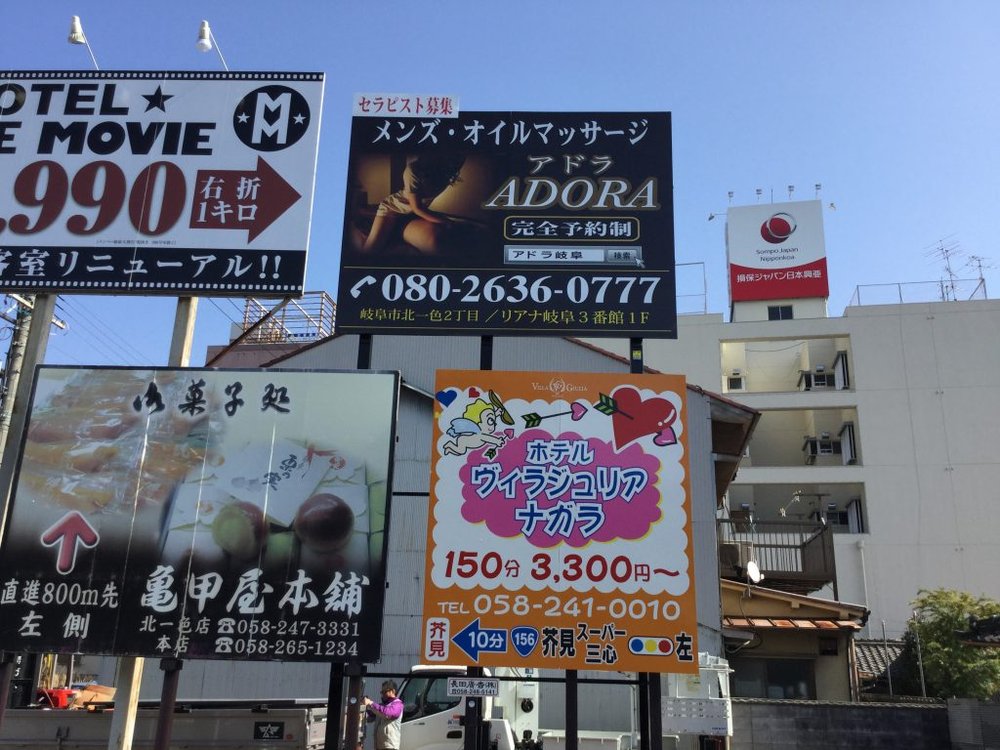 OTEL★
E MOVIE
MM
990
右折
1キロ
客室リニューアル!!
セラピスト募集
メンズ・オイルマッサージ
アドラ
ADORA
完全予約制
アドラ岐阜 検索
080-2636-0777
岐阜市北一色2丁目/リアナ岐阜3番館1F
Sompo Japan
Nipponkoa
損保ジャパン日本興亜
御菓子処
直進800m先
左側
亀甲屋本舗
北一色店 ☎058-247-3331
本店 ☎058-265-1234
VILLA GIULIA
ホテル
ヴィラジュリア
ナガラ
150分 3,300円~
TEL 058-241-0010
芥見 10分 156 芥見 スーパー三心 左
☎058-246-5141